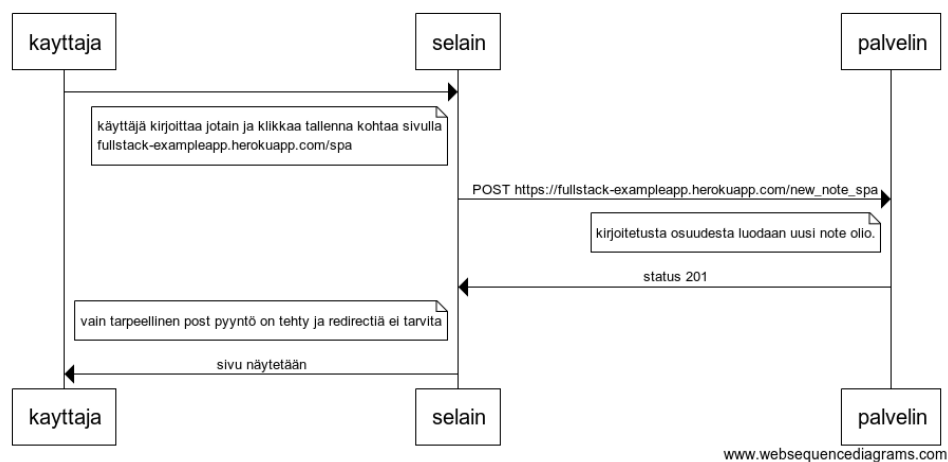 kayttaja selain palvelin
käyttäjä kirjoittaa jotain ja klikkaa tallenna kohtaa sivulla
fullstack-exampleapp.herokuapp.com/spa
POST https://fullstack-exampleapp.herokuapp.com/new_note_spa
kirjoitetusta osuudesta luodaan uusi note olio.
status 201
vain tarpeellinen post pyyntö on tehty ja redirectiä ei tarvita
sivu näytetään
kayttaja selain palvelin
www.websequencediagrams.com